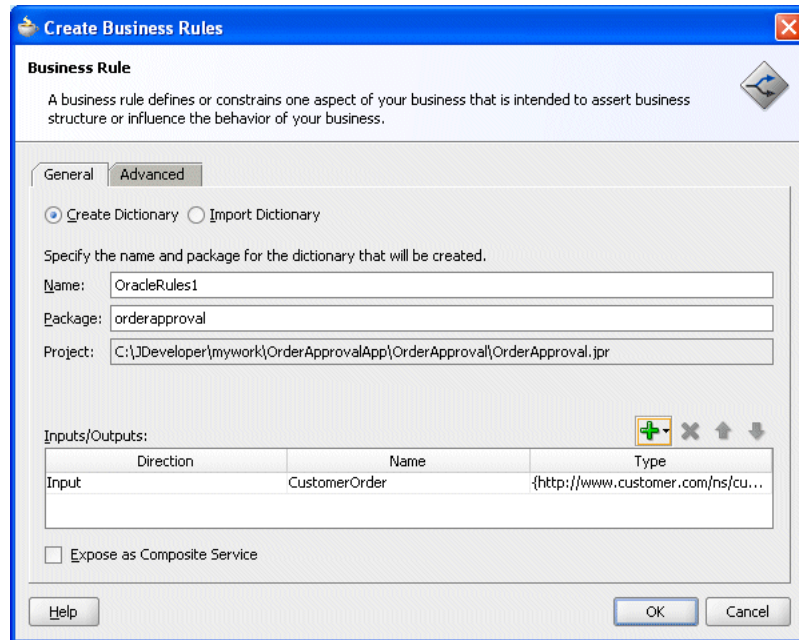 Create Business Rules
Business Rule
A business rule defines or constrains one aspect of your business that is intended to assert business
structure or influence the behavior of your business.
General Advanced
Create Dictionary Import Dictionary
Specify the name and package for the dictionary that will be created.
Name: OracleRules1
Package: orderapproval
Project: C:\JDeveloper\mywork\OrderApprovalApp\OrderApproval\OrderApproval.jpr
Inputs/Outputs:
Direction Name Type
Input CustomerOrder {http://www.customer.com/ns/cu...
Expose as Composite Service
Help OK Cancel